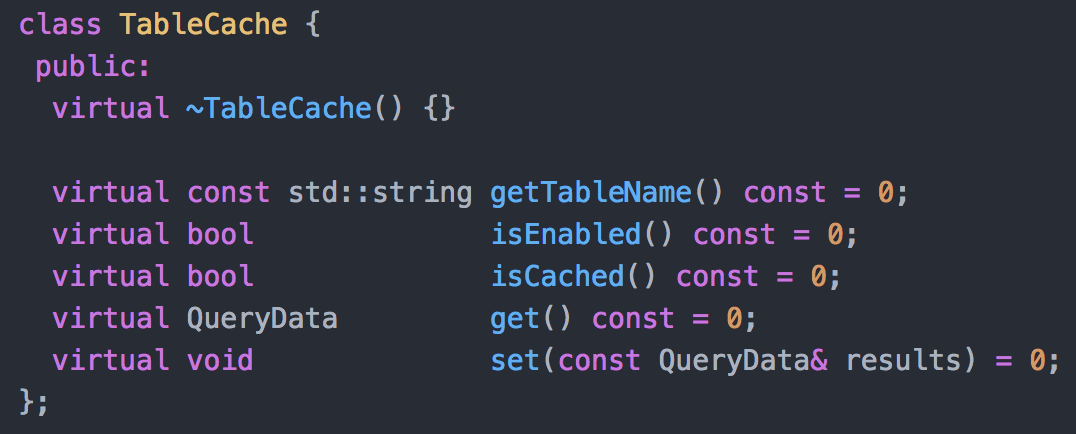 class TableCache {
 public:
  virtual ~TableCache() {}

  virtual const std::string getTableName() const = 0;
  virtual bool              isEnabled() const = 0;
  virtual bool              isCached() const = 0;
  virtual QueryData         get() const = 0;
  virtual void              set(const QueryData& results) = 0;
};